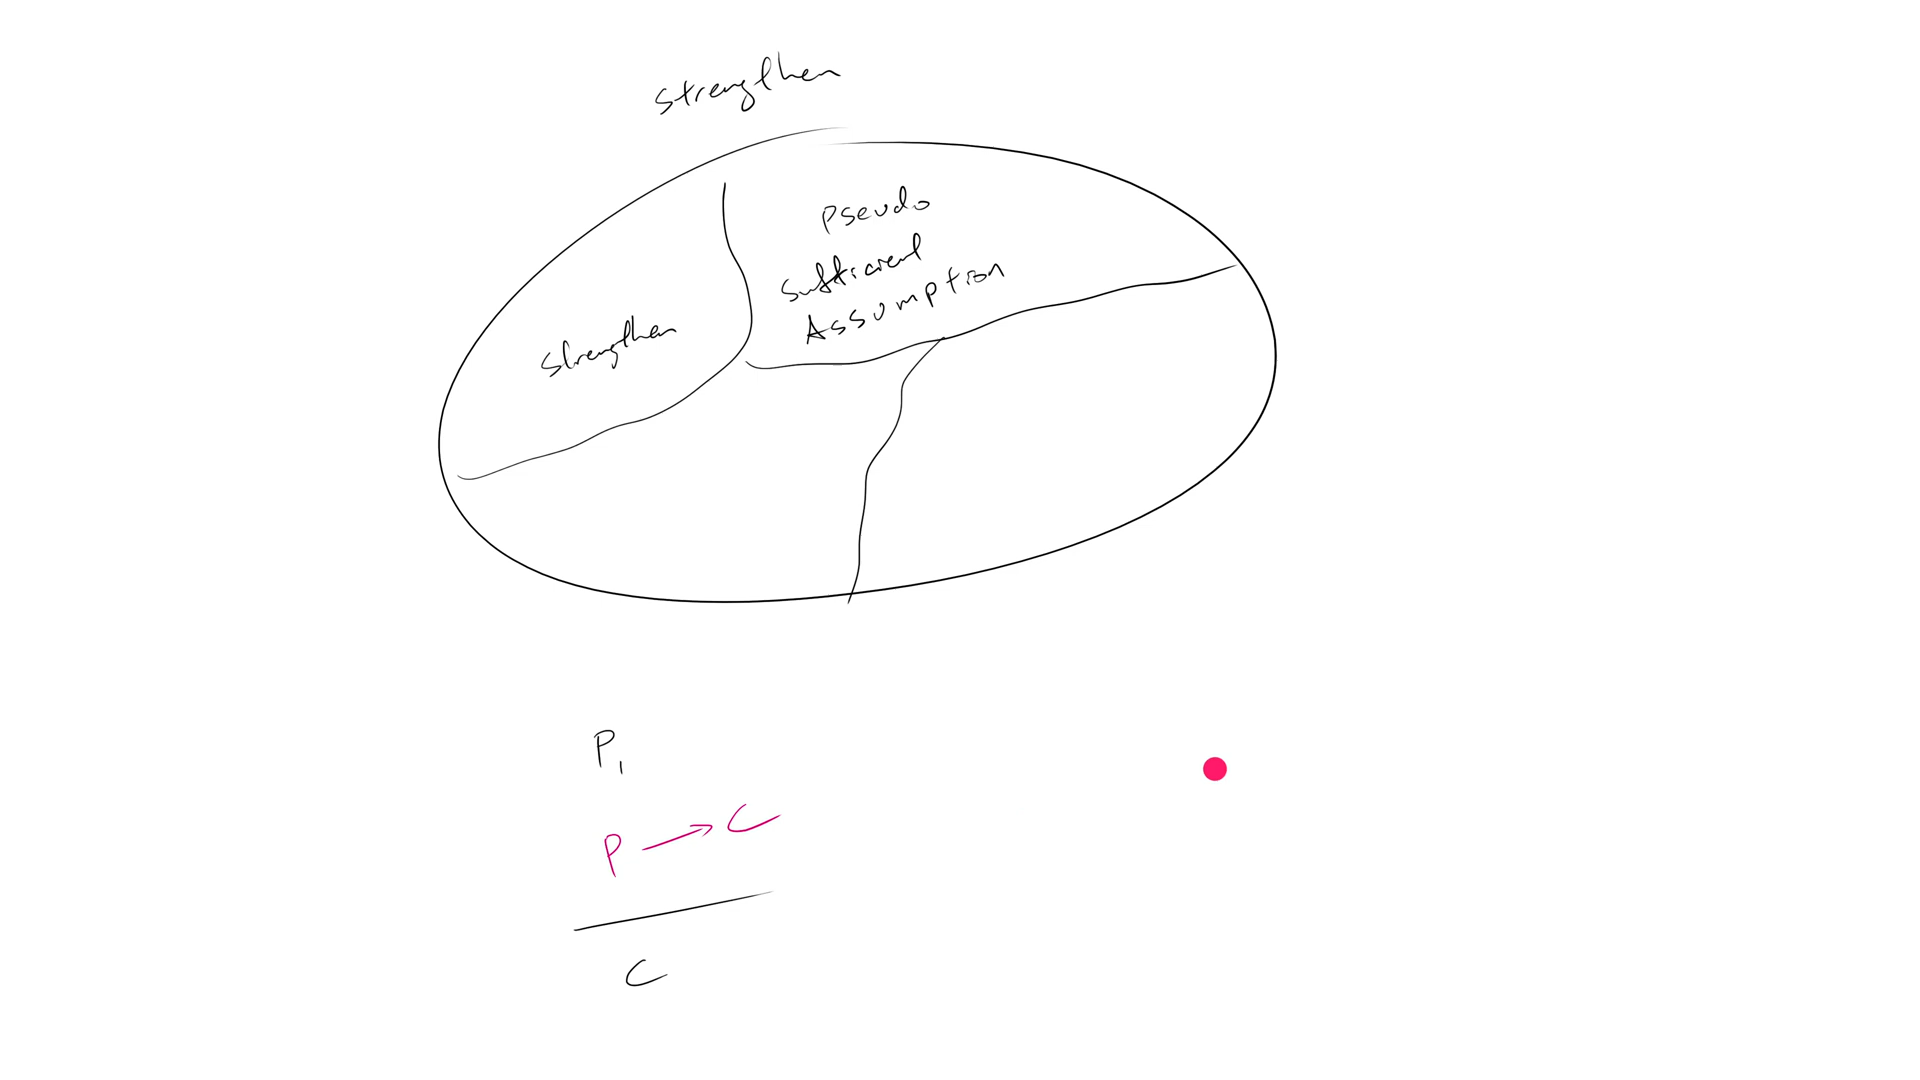 strengthen
pseudo
sufficient
Assumption
strengthen
P1
P → C
C